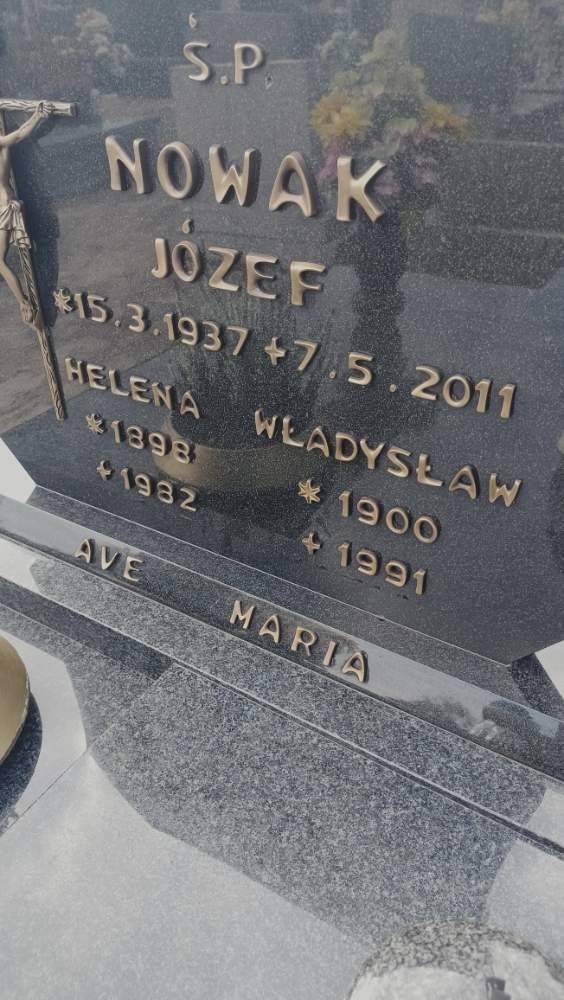 Ś.P.
NOWAK
JÓZEF
*15.3.1937 +7.5.2011
HELENA
*1898
+1982
WŁADYSŁAW
* 1900
+ 1991
AVE MARIA